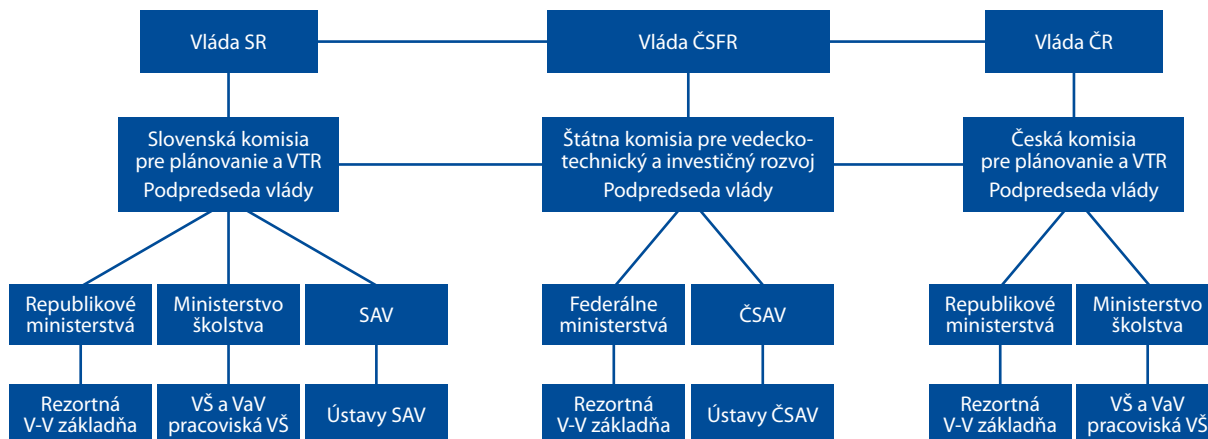 Vláda SR
Vláda ČSFR
Vláda ČR
Slovenská komisia
pre plánovanie a VTR
Podpredseda vlády
Štátna komisia pre vedecko-
technický a investičný rozvoj
Podpredseda vlády
Česká komisia
pre plánovanie a VTR
Podpredseda vlády
Republikové
ministerstvá
Ministerstvo
školstva
SAV
Federálne
ministerstvá
ČSAV
Republikové
ministerstvá
Ministerstvo
školstva
Rezortná
V-V základňa
VŠ a VaV
pracoviská VŠ
Ústavy SAV
Rezortná
V-V základňa
Ústavy ČSAV
Rezortná
V-V základňa
VŠ a VaV
pracoviská VŠ